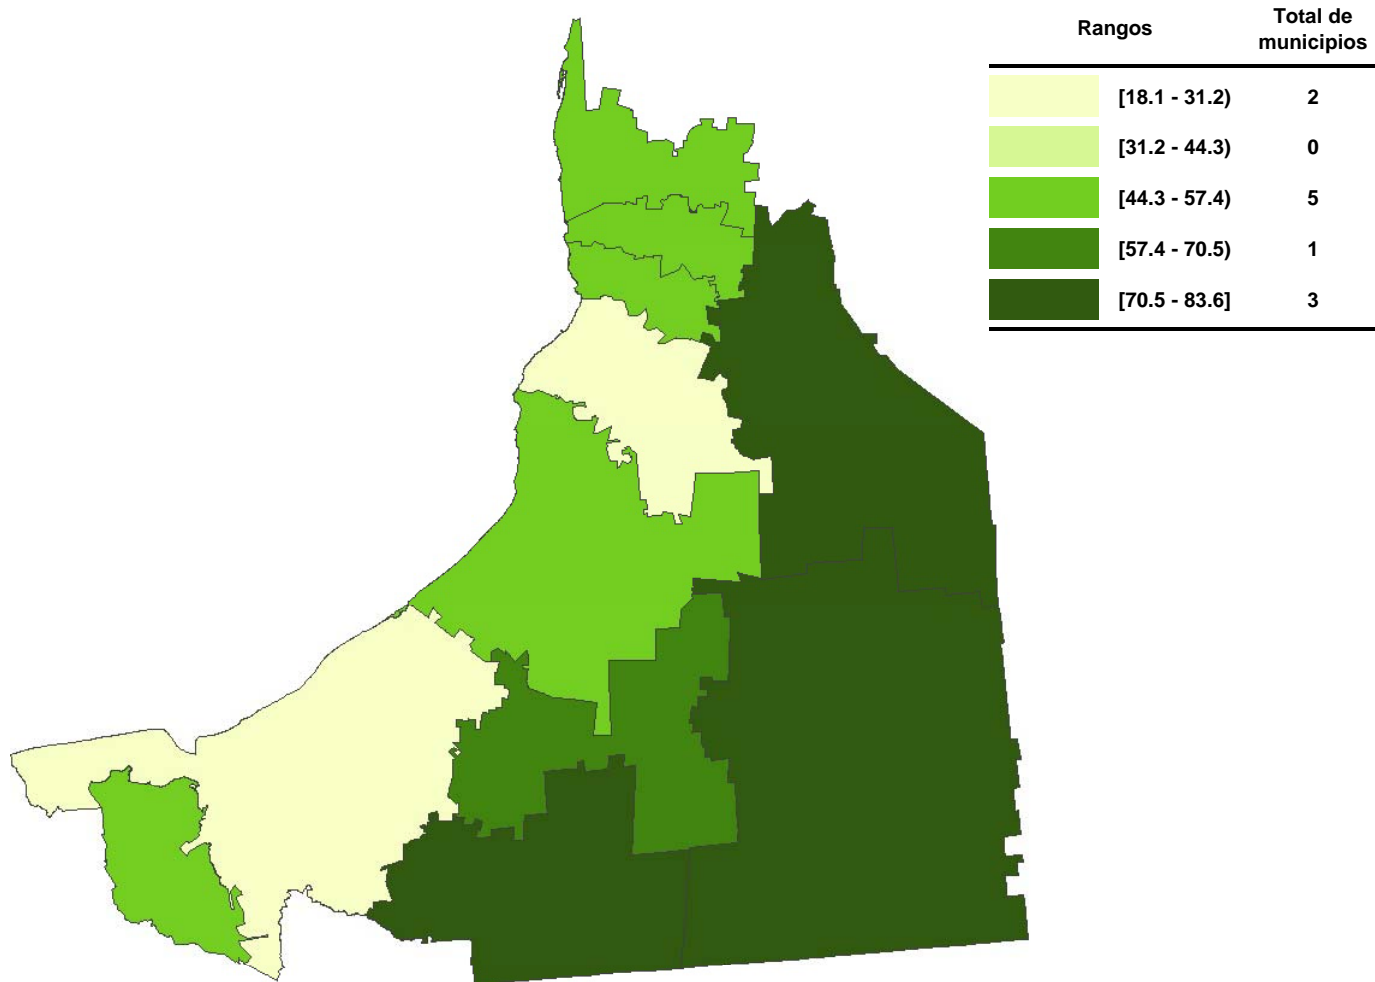 Rangos
Total de
municipios
[18.1 - 31.2) 2
[31.2 - 44.3) 0
[44.3 - 57.4) 5
[57.4 - 70.5) 1
[70.5 - 83.6] 3